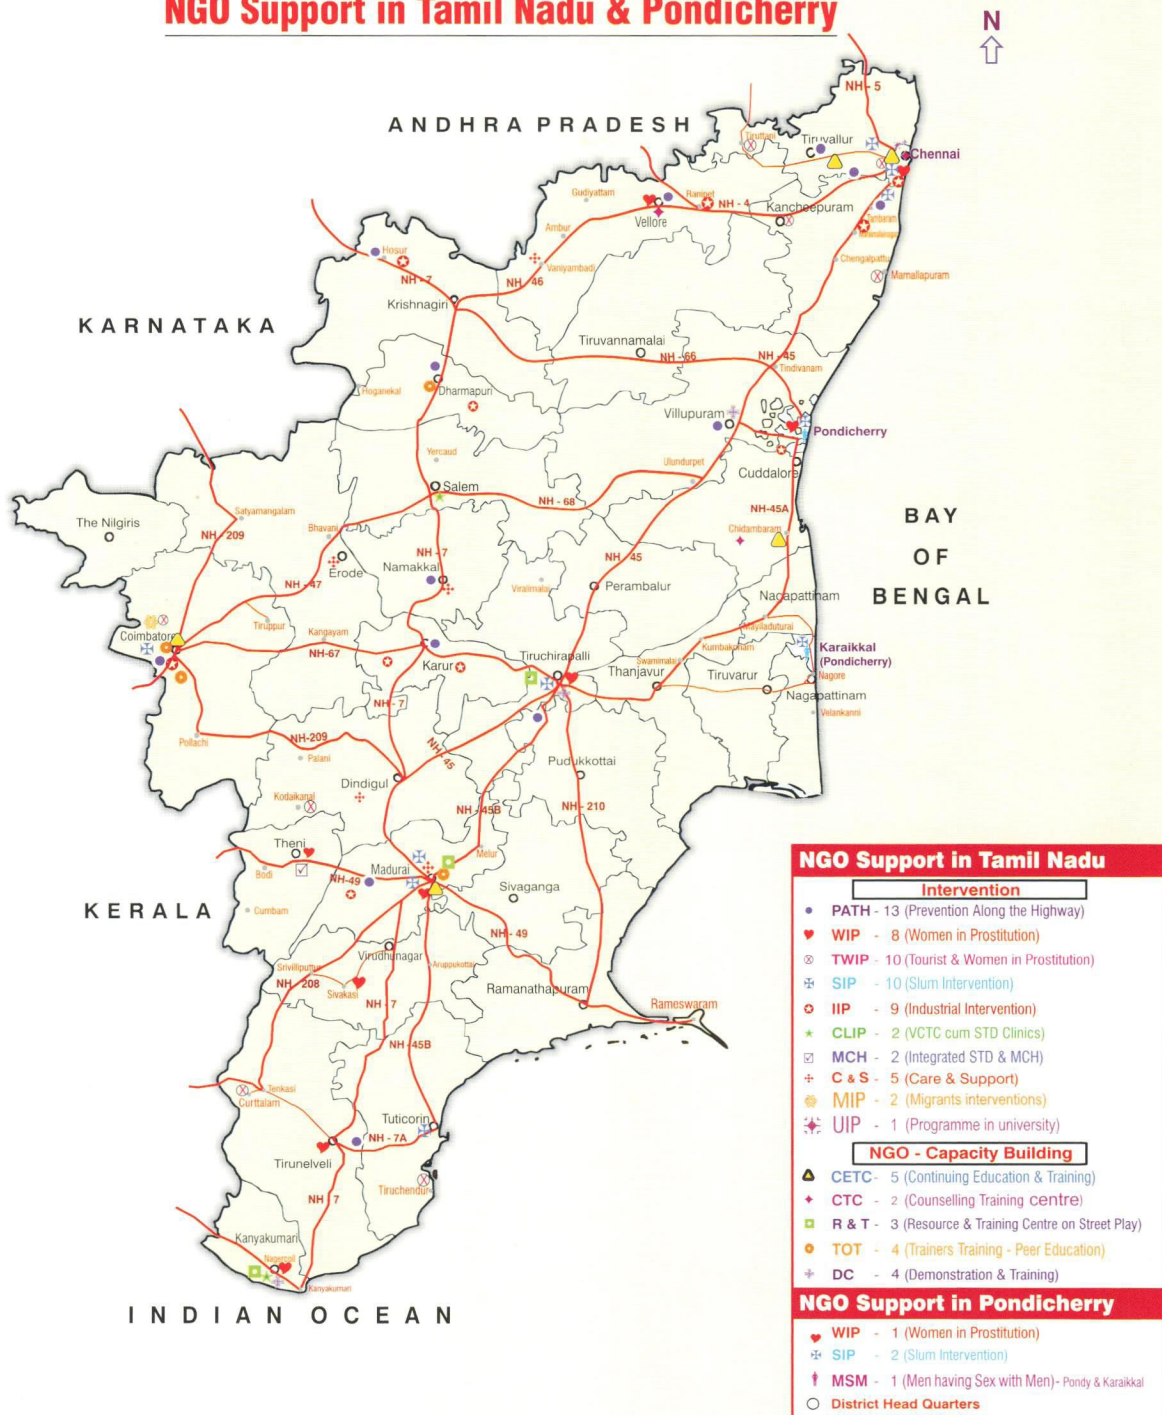 NGO Support in Tamil Nadu & Pondicherry
N
NH - 5
ANDHRA PRADESH
Tiruttani
Tiruvallur
Chennai
Gudiyattam
Ranipet
NH - 4
Kancheepuram
Vellore
Tambaram
Ambur
Hosur
Chengalpattu
Vaniyambadi
Mamallapuram
NH - 7
NH - 46
Krishnagiri
KARNATAKA
Tiruvannamalai
NH - 66
NH - 45
Tindivanam
Hoganekal
Dharmapuri
Villupuram
Pondicherry
Yercaud
Ulundurpet
Cuddalore
Salem
NH - 68
NH-45A
Satyamangalam
The Nilgiris
Bhavani
Chidambaram
BAY
OF
BENGAL
NH - 209
NH - 7
NH - 45
Erode
Namakkal
NH - 47
Viralimalai
Perambalur
Nagapattinam
Tiruppur
Mayiladuturai
Coimbatore
Kangayam
NH-67
Karur
Tiruchirapalli
Kumbakonam
Karaikkal
(Pondicherry)
Swamimalai
Thanjavur
Tiruvarur
Nagore
Nagapattinam
NH - 7
Velankanni
Pollachi
NH-209
Palani
NH-45
Pudukkottai
Dindigul
Kodaikanal
NH - 45B
NH - 210
Theni
Melur
Madurai
Bodi
NH-49
Sivaganga
KERALA
Cumbam
NH - 49
Virudhunagar
Srivilliputtur
Aruppukottai
NH - 208
Sivakasi
NH - 7
Ramanathapuram
Rameswaram
NH - 45B
Tenkasi
Curttalam
Tuticorin
NH - 7A
Tirunelveli
NH - 7
Tiruchendur
Kanyakumari
Nagercoil
Kanyakumari
INDIAN OCEAN
NGO Support in Tamil Nadu
Intervention
PATH - 13 (Prevention Along the Highway)
WIP - 8 (Women in Prostitution)
TWIP - 10 (Tourist & Women in Prostitution)
SIP - 10 (Slum Intervention)
IIP - 9 (Industrial Intervention)
CLIP - 2 (VCTC cum STD Clinics)
MCH - 2 (Integrated STD & MCH)
C & S - 5 (Care & Support)
MIP - 2 (Migrants interventions)
UIP - 1 (Programme in university)
NGO - Capacity Building
CETC- 5 (Continuing Education & Training)
CTC - 2 (Counselling Training centre)
R & T - 3 (Resource & Training Centre on Street Play)
TOT - 4 (Trainers Training - Peer Education)
DC - 4 (Demonstration & Training)
NGO Support in Pondicherry
WIP - 1 (Women in Prostitution)
SIP - 2 (Slum Intervention)
MSM - 1 (Men having Sex with Men)- Pondy & Karaikkal
District Head Quarters